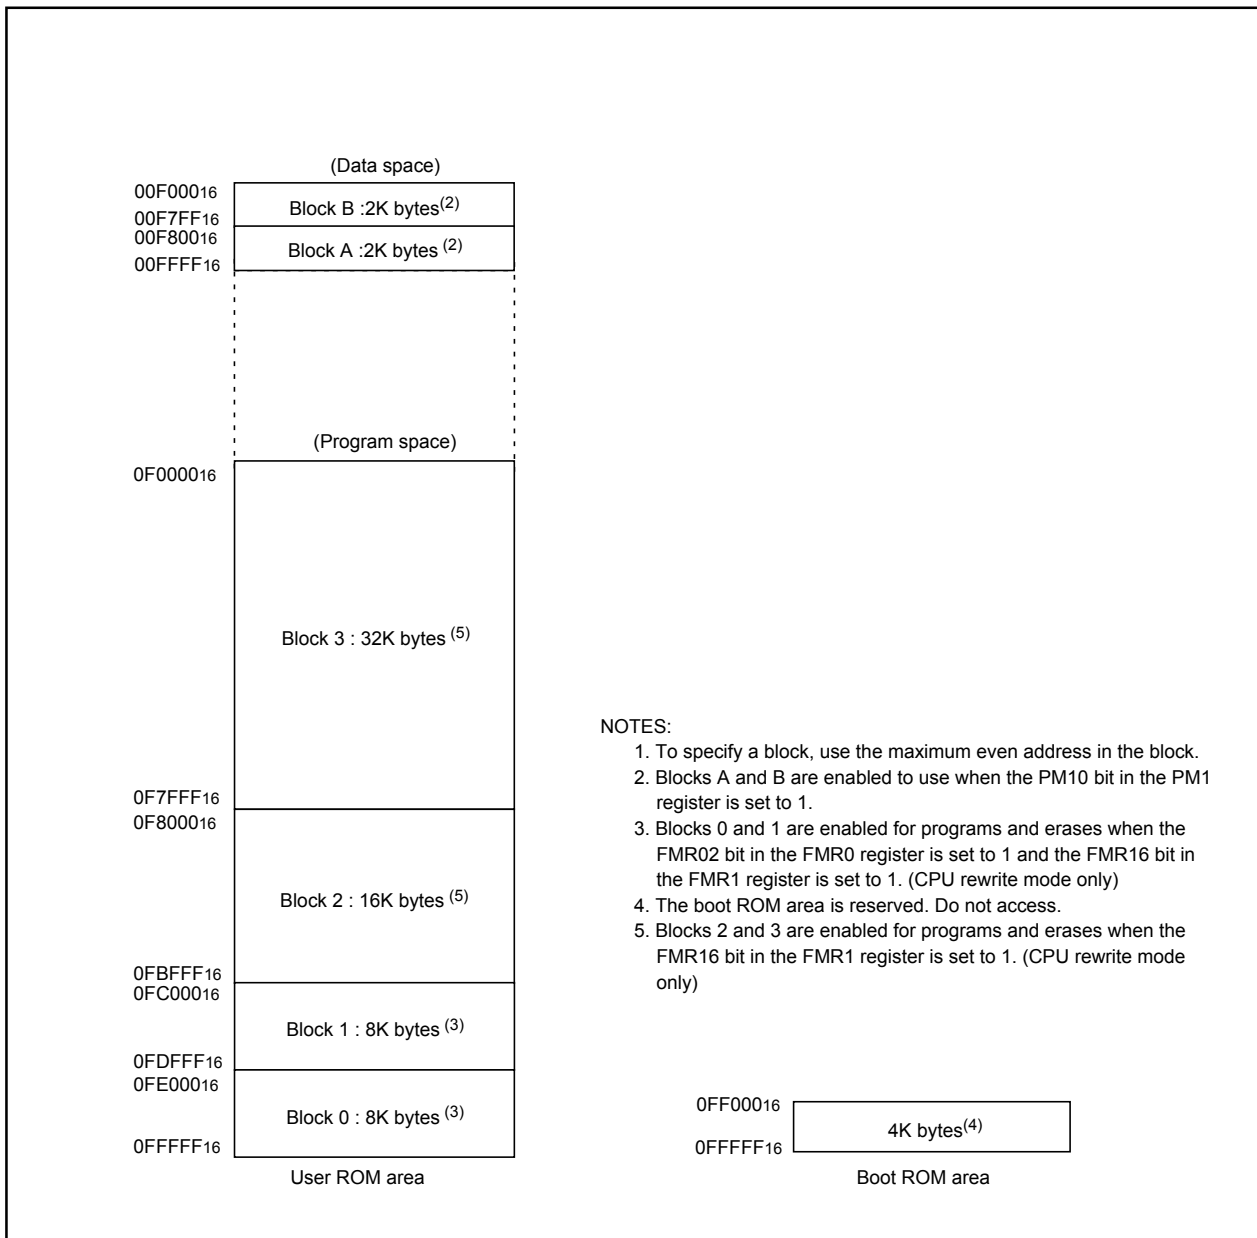 (Data space)
00F00016
Block B :2K bytes(2)
00F7FF16
00F80016
Block A :2K bytes (2)
00FFFF16
(Program space)
0F000016
Block 3 : 32K bytes (5)
0F7FFF16
0F800016
Block 2 : 16K bytes (5)
0FBFFF16
0FC00016
Block 1 : 8K bytes (3)
0FDFFF16
0FE00016
Block 0 : 8K bytes (3)
0FFFFF16
User ROM area
NOTES:
1. To specify a block, use the maximum even address in the block.
2. Blocks A and B are enabled to use when the PM10 bit in the PM1
register is set to 1.
3. Blocks 0 and 1 are enabled for programs and erases when the
FMR02 bit in the FMR0 register is set to 1 and the FMR16 bit in
the FMR1 register is set to 1. (CPU rewrite mode only)
4. The boot ROM area is reserved. Do not access.
5. Blocks 2 and 3 are enabled for programs and erases when the
FMR16 bit in the FMR1 register is set to 1. (CPU rewrite mode
only)
0FF00016
4K bytes(4)
0FFFFF16
Boot ROM area